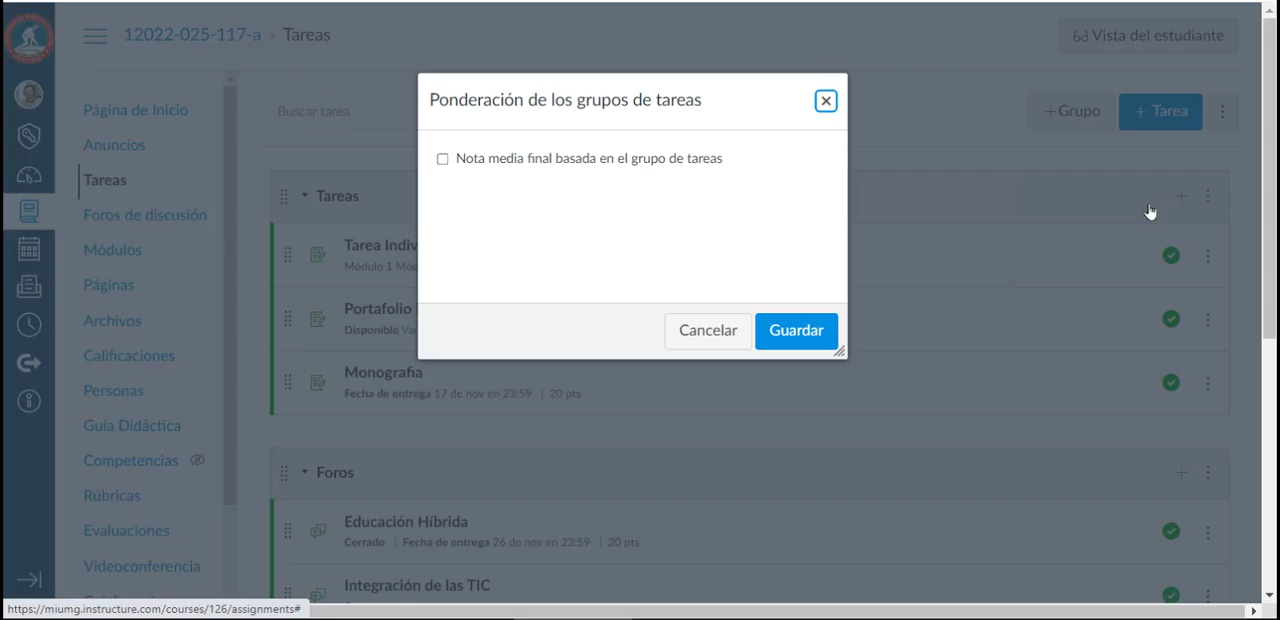 12022-025-117-a › Tareas
Vista del estudiante
Página de Inicio
Anuncios
Tareas
Foros de discusión
Módulos
Páginas
Archivos
Calificaciones
Personas
Guía Didáctica
Competencias
Rúbricas
Evaluaciones
Videoconferencia
Buscar tarea
+ Grupo
+ Tarea
Ponderación de los grupos de tareas
Nota media final basada en el grupo de tareas
Cancelar
Guardar
Tareas
Tarea Indiv
Módulo 1 Mód
Portafolio
Disponible Va
Monografia
Fecha de entrega 17 de nov en 23:59 | 20 pts
Foros
Educación Híbrida
Cerrado | Fecha de entrega 26 de nov en 23:59 | 20 pts
Integración de las TIC
https://miumg.instructure.com/courses/126/assignments#